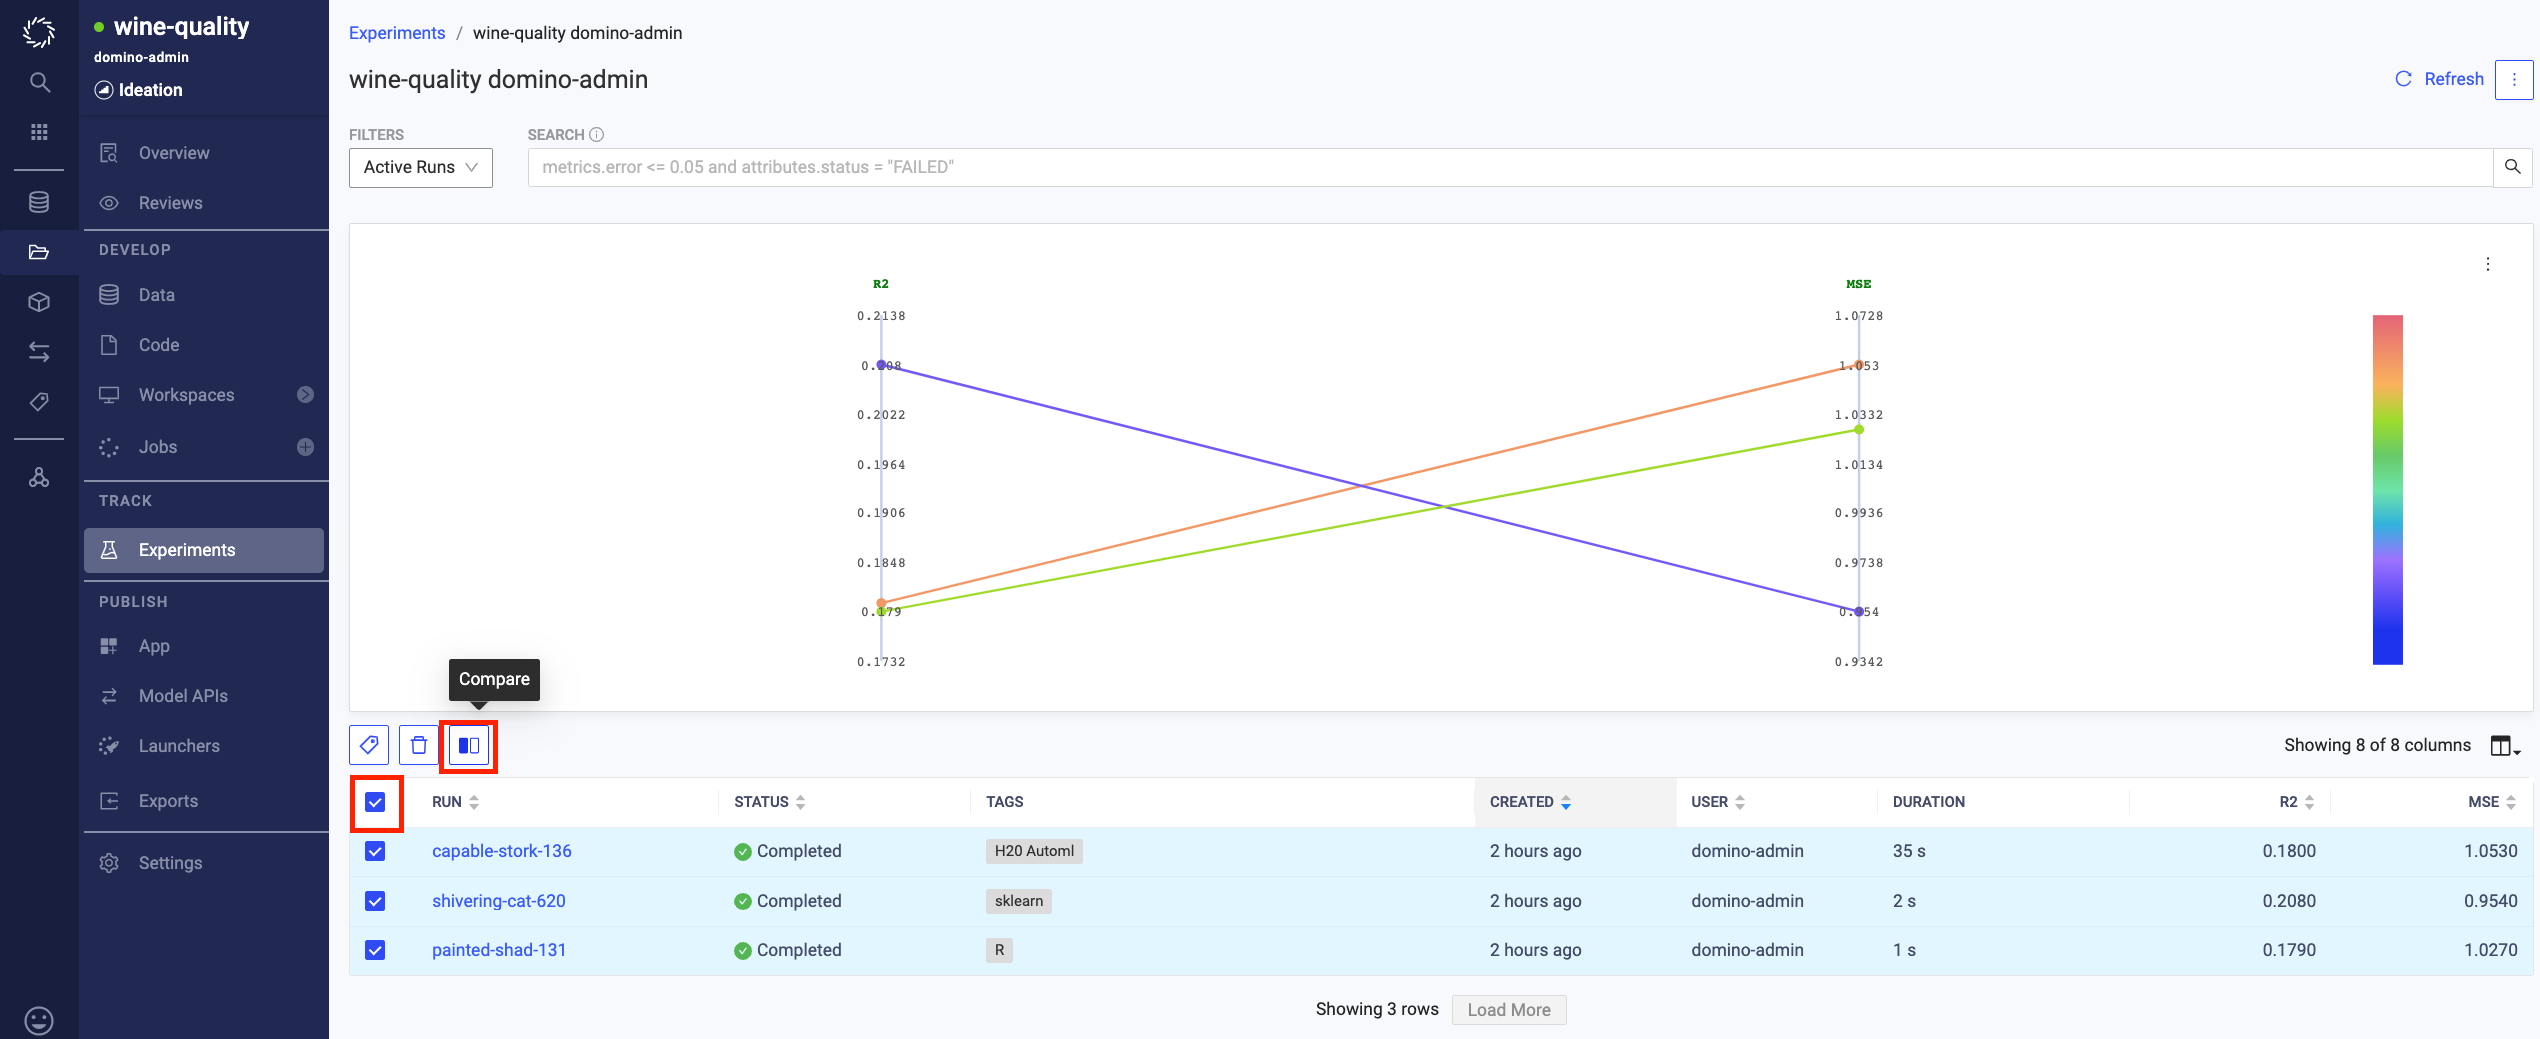 wine-quality
domino-admin
Ideation
Overview
Reviews
DEVELOP
Data
Code
Workspaces
Jobs
TRACK
Experiments
PUBLISH
App
Model APIs
Launchers
Exports
Settings
Experiments / wine-quality domino-admin
wine-quality domino-admin
Refresh
FILTERS
SEARCH
Active Runs
metrics.error <= 0.05 and attributes.status = "FAILED"
R2
0.2138
0.208
0.2022
0.1964
0.1906
0.1848
0.179
0.1732
MSE
1.0728
1.053
1.0332
1.0134
0.9936
0.9738
0.954
0.9342
Compare
Showing 8 of 8 columns
RUN STATUS TAGS CREATED USER DURATION R2 MSE
capable-stork-136 Completed H20 Automl 2 hours ago domino-admin 35 s 0.1800 1.0530
shivering-cat-620 Completed sklearn 2 hours ago domino-admin 2 s 0.2080 0.9540
painted-shad-131 Completed R 2 hours ago domino-admin 1 s 0.1790 1.0270
Showing 3 rows Load More